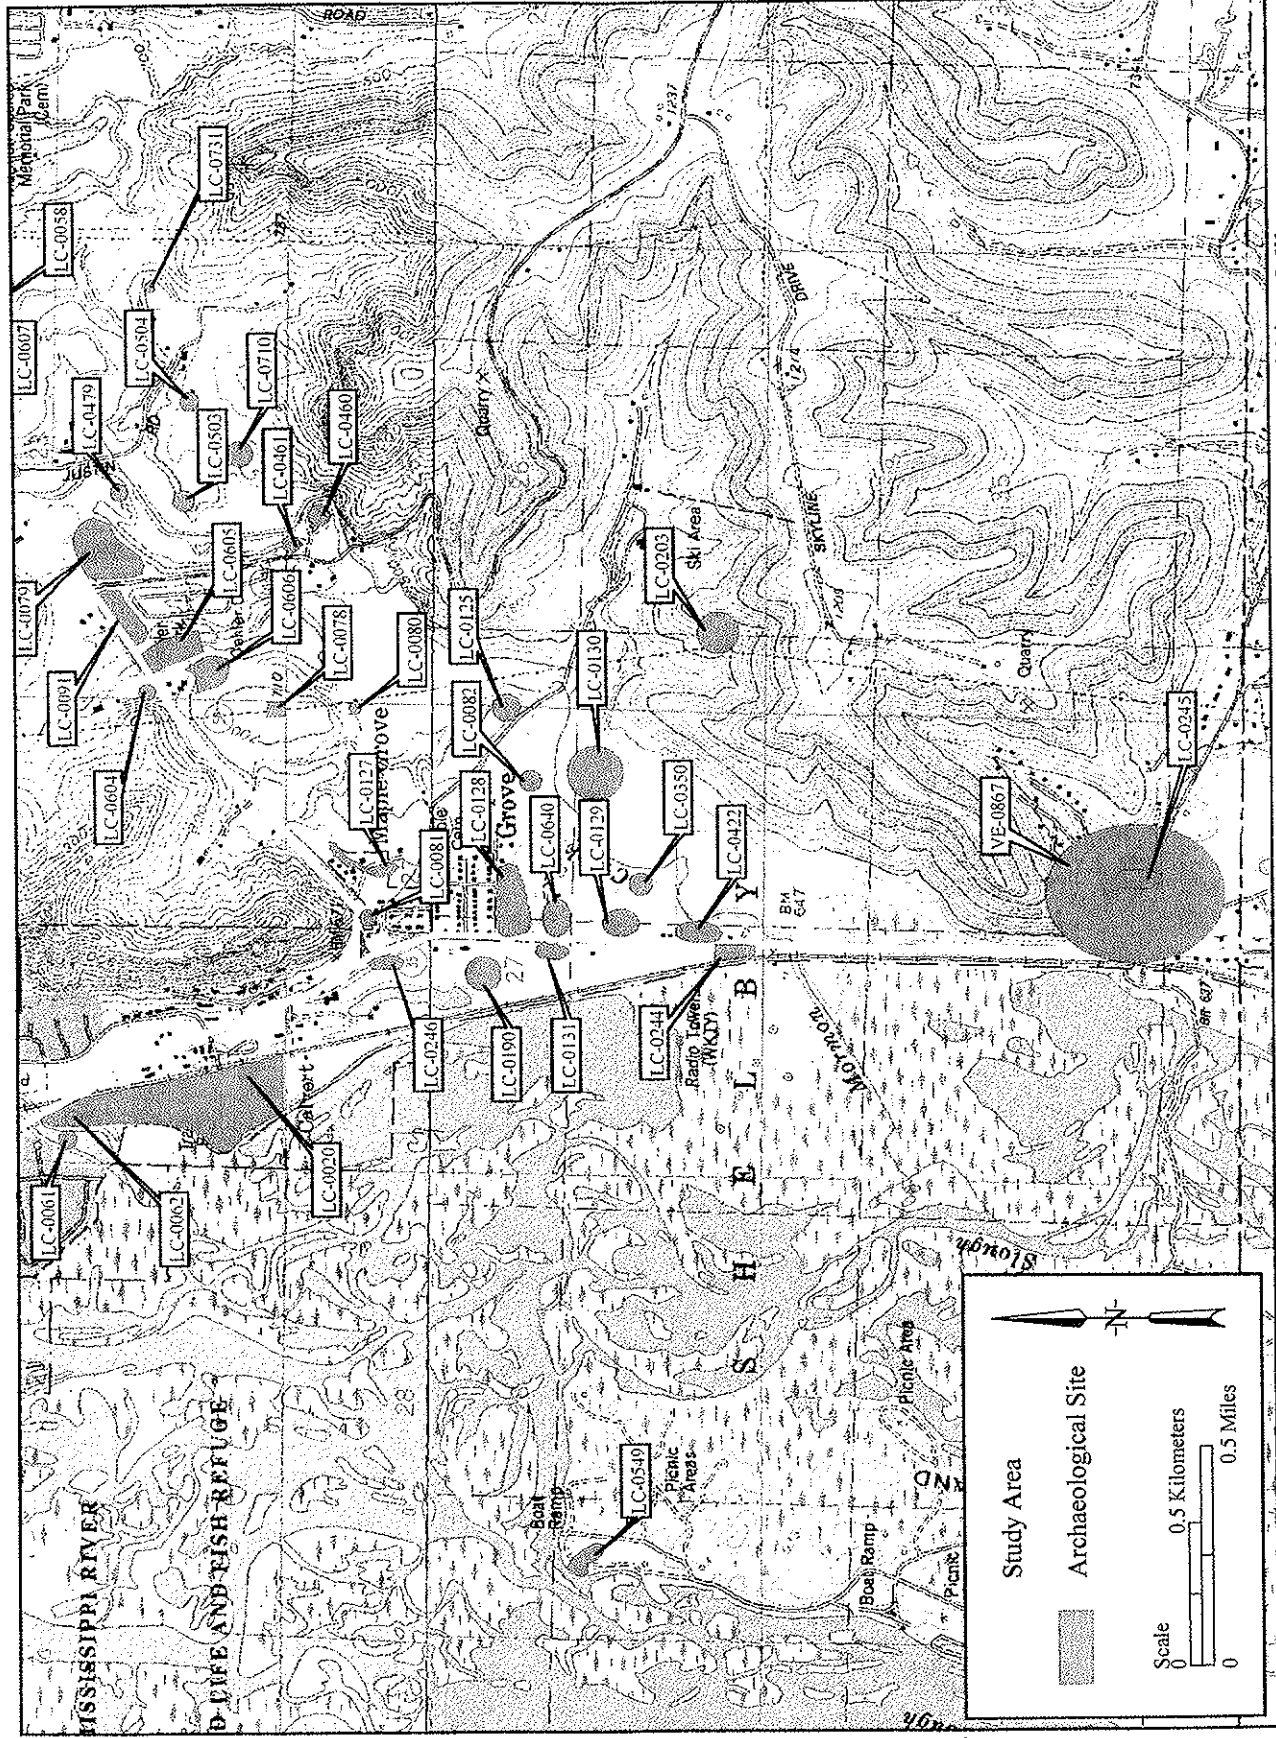 MISSISSIPPI RIVER
D LIFE AND FISH REFUGE
ROAD
Memorial Park
(Cem)
LC-0731
LC-0058
LC-0607
LC-0504
LC-0479
LC-0710
LC-0503
LC-0461
LC-0460
LC-0079
LC-0605
LC-0606
LC-0091
LC-0078
LC-0080
LC-0604
LC-0125
LC-0082
LC-0130
LC-0203
LC-0127
Maple Grove
LC-0128
Grove
LC-0081
LC-0640
LC-0129
LC-0350
LC-0422
LC-0246
LC-0190
LC-0131
LC-0244
LC-0020
LC-0061
LC-0062
LC-0549
VE-0867
LC-0245
Calvert
Quarry
Ski Area
SKYLINE
DRIVE
1237
1274
Quarry
27
28
BM
647
Radio Towers
(WKTY)
Mormon
Slough
S H E L B Y
Boat
Ramp
Picnic
Areas
Picnic Area
Boat Ramp
Picnic
Study Area
Archaeological Site
Scale
0 0.5 Kilometers
0 0.5 Miles
-N-